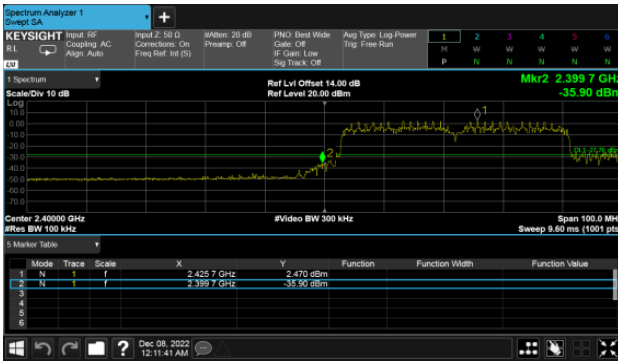 Spectrum Analyzer 1
Swept SA
+
KEYSIGHT Input: RF Input Z: 50 Ω #Atten: 20 dB PNO: Best Wide Avg Type: Log-Power 1 2 3 4 5 6
RL Coupling: AC Corrections: On Preamp: Off Gate: Off Trig: Free Run M W W W W W
Align: Auto Freq Ref: Int (S) IF Gain: Low P N N N N N
LXI Sig Track: Off
1 Spectrum Ref Lvl Offset 14.00 dB Mkr2 2.399 7 GHz
Scale/Div 10 dB Ref Level 20.00 dBm -35.90 dBm
Log
10.0
0.00
-10.0
-20.0
-30.0
-40.0
-50.0
-60.0
-70.0
1
2
Center 2.40000 GHz #Video BW 300 kHz Span 100.0 MH
#Res BW 100 kHz Sweep 9.60 ms (1001 pts
5 Marker Table
Mode Trace Scale X Y Function Function Width Function Value
1 N 1 f 2.425 7 GHz 2.470 dBm
2 N 1 f 2.399 7 GHz -35.90 dBm
3
4
5
6
? Dec 08, 2022
12:11:41 AM